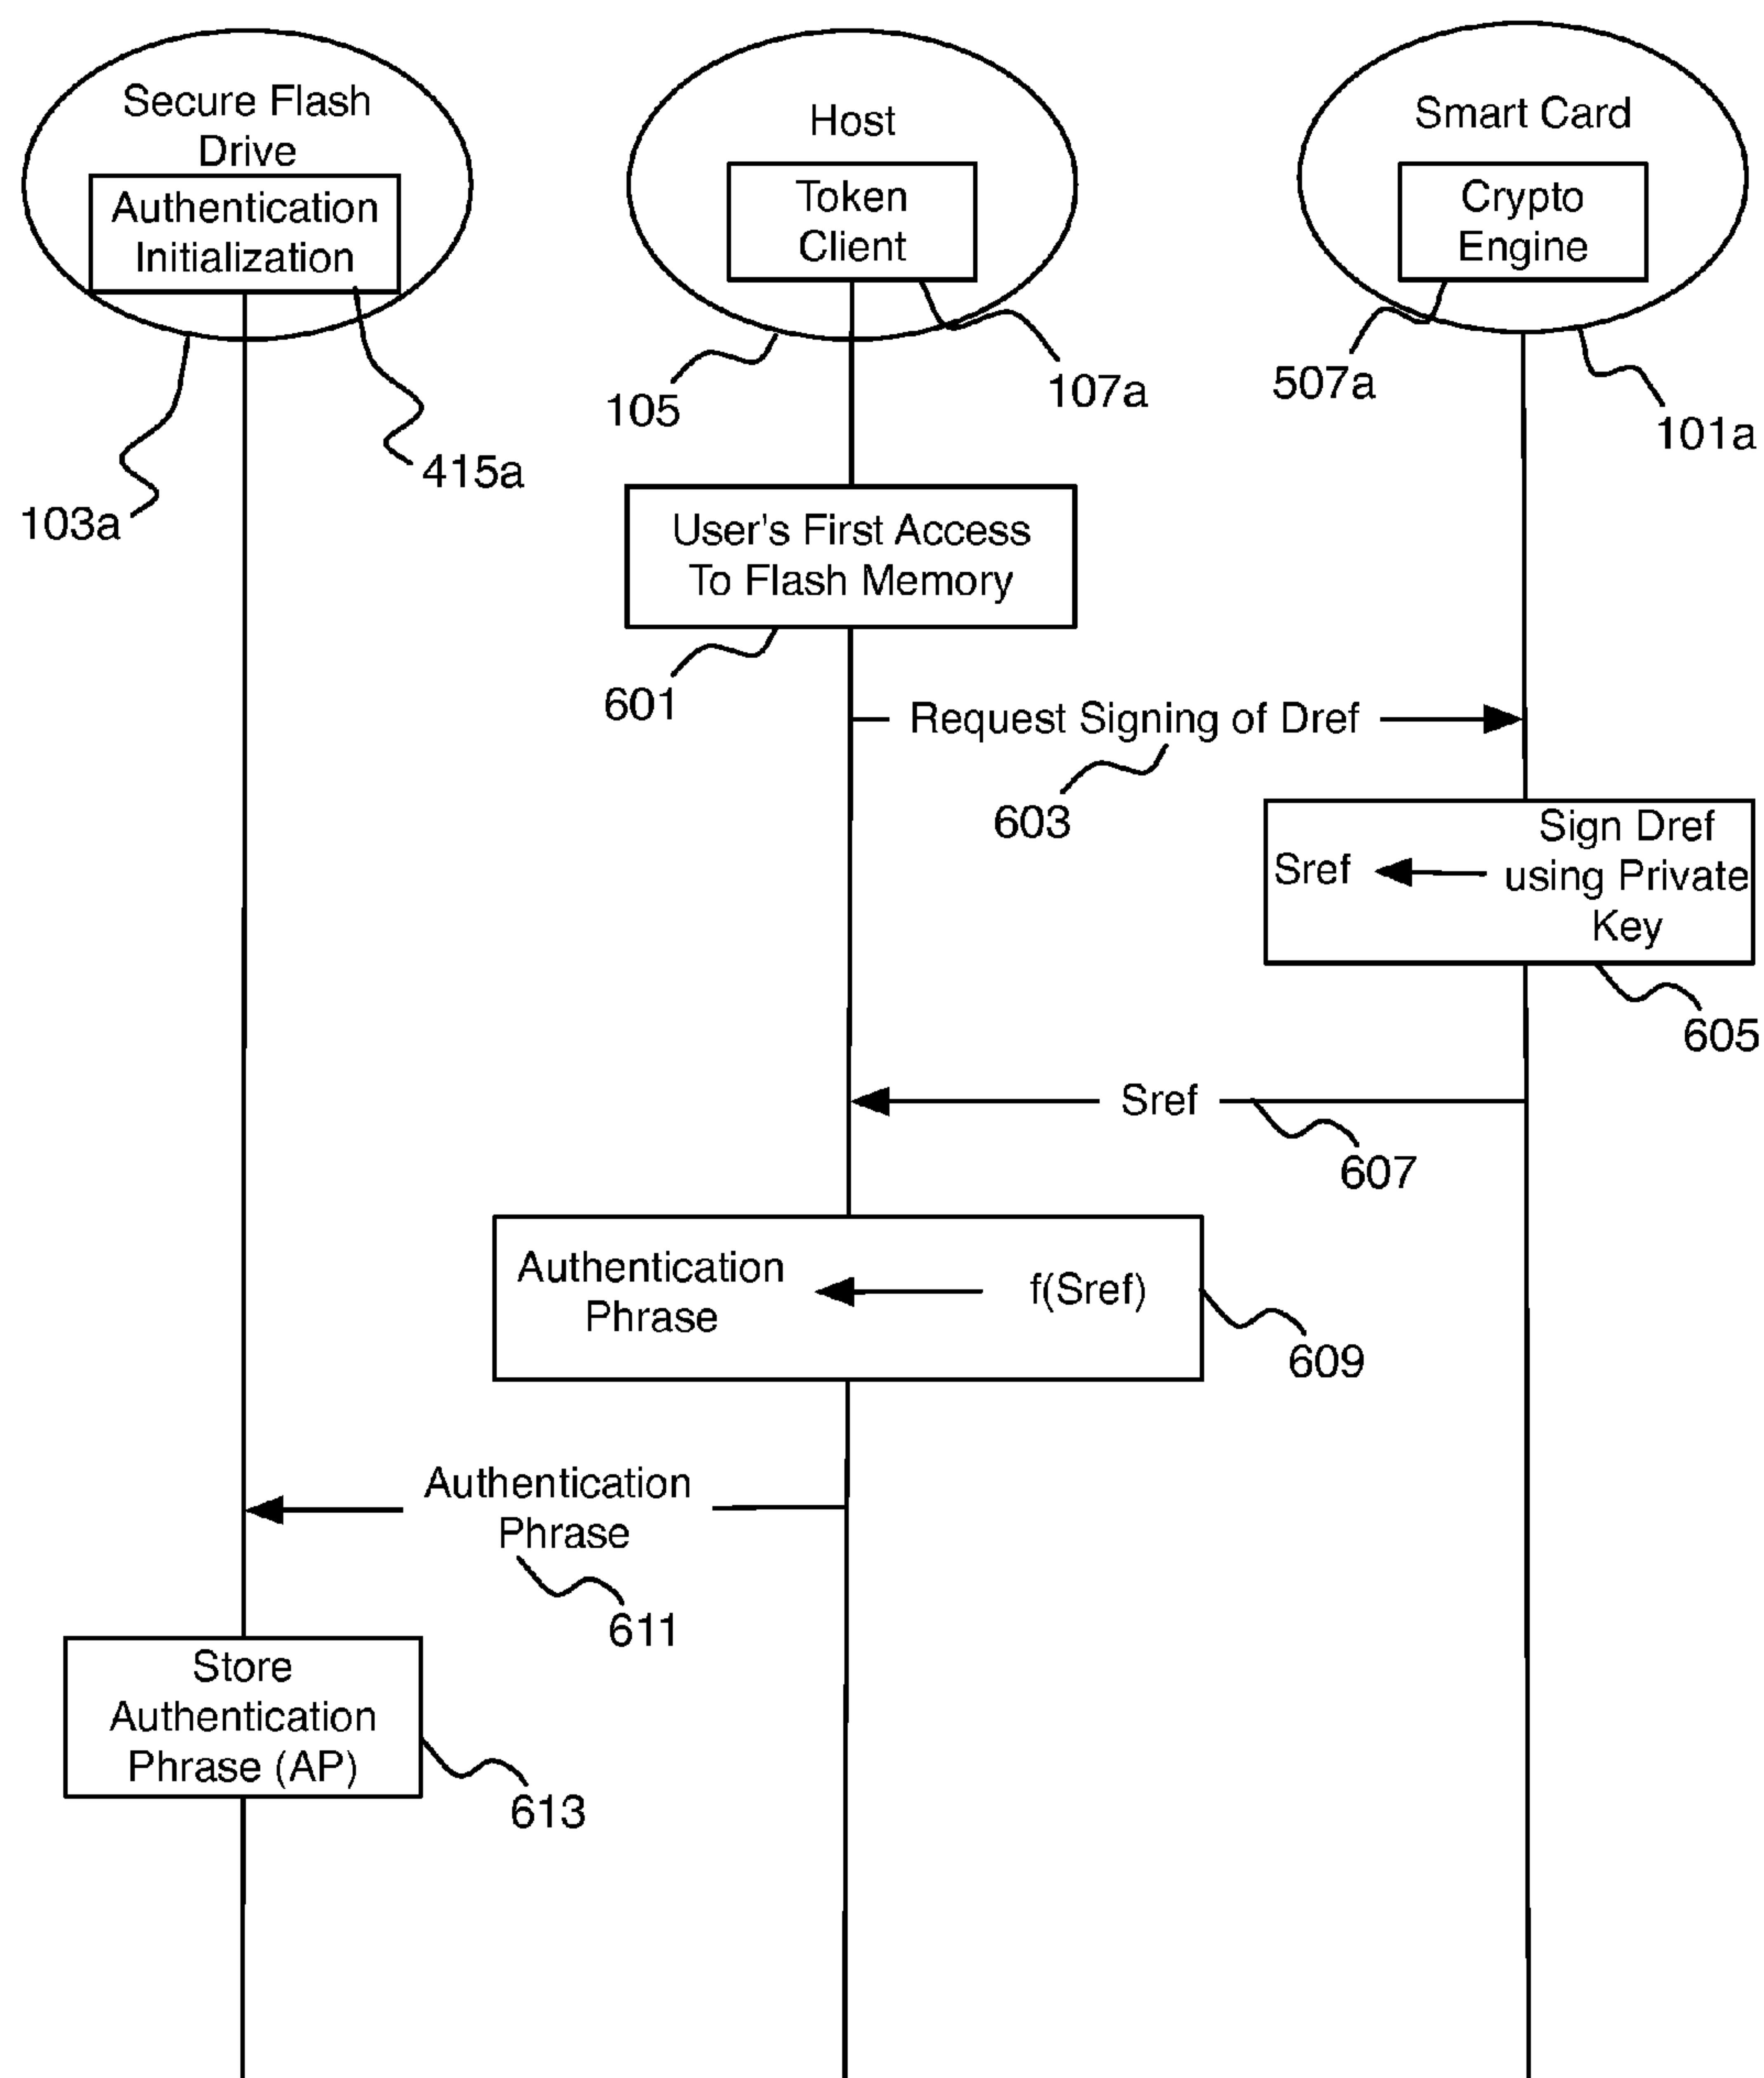 Secure Flash
Drive
Authentication
Initialization
Host
Token
Client
Smart Card
Crypto
Engine
105
107a
507a
101a
415a
103a
User's First Access
To Flash Memory
601
Request Signing of Dref
603
Sign Dref
Sref
using Private
Key
605
Sref
607
Authentication
Phrase
f(Sref)
609
Authentication
Phrase
611
Store
Authentication
Phrase (AP)
613